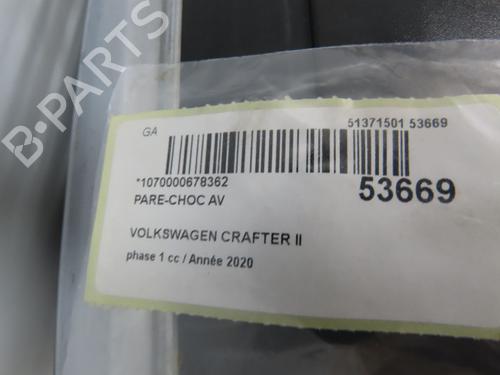 B-PARTS
GA
51371501 53669
*1070000678362
53669
PARE-CHOC AV
VOLKSWAGEN CRAFTER II
phase 1 cc / Année 2020